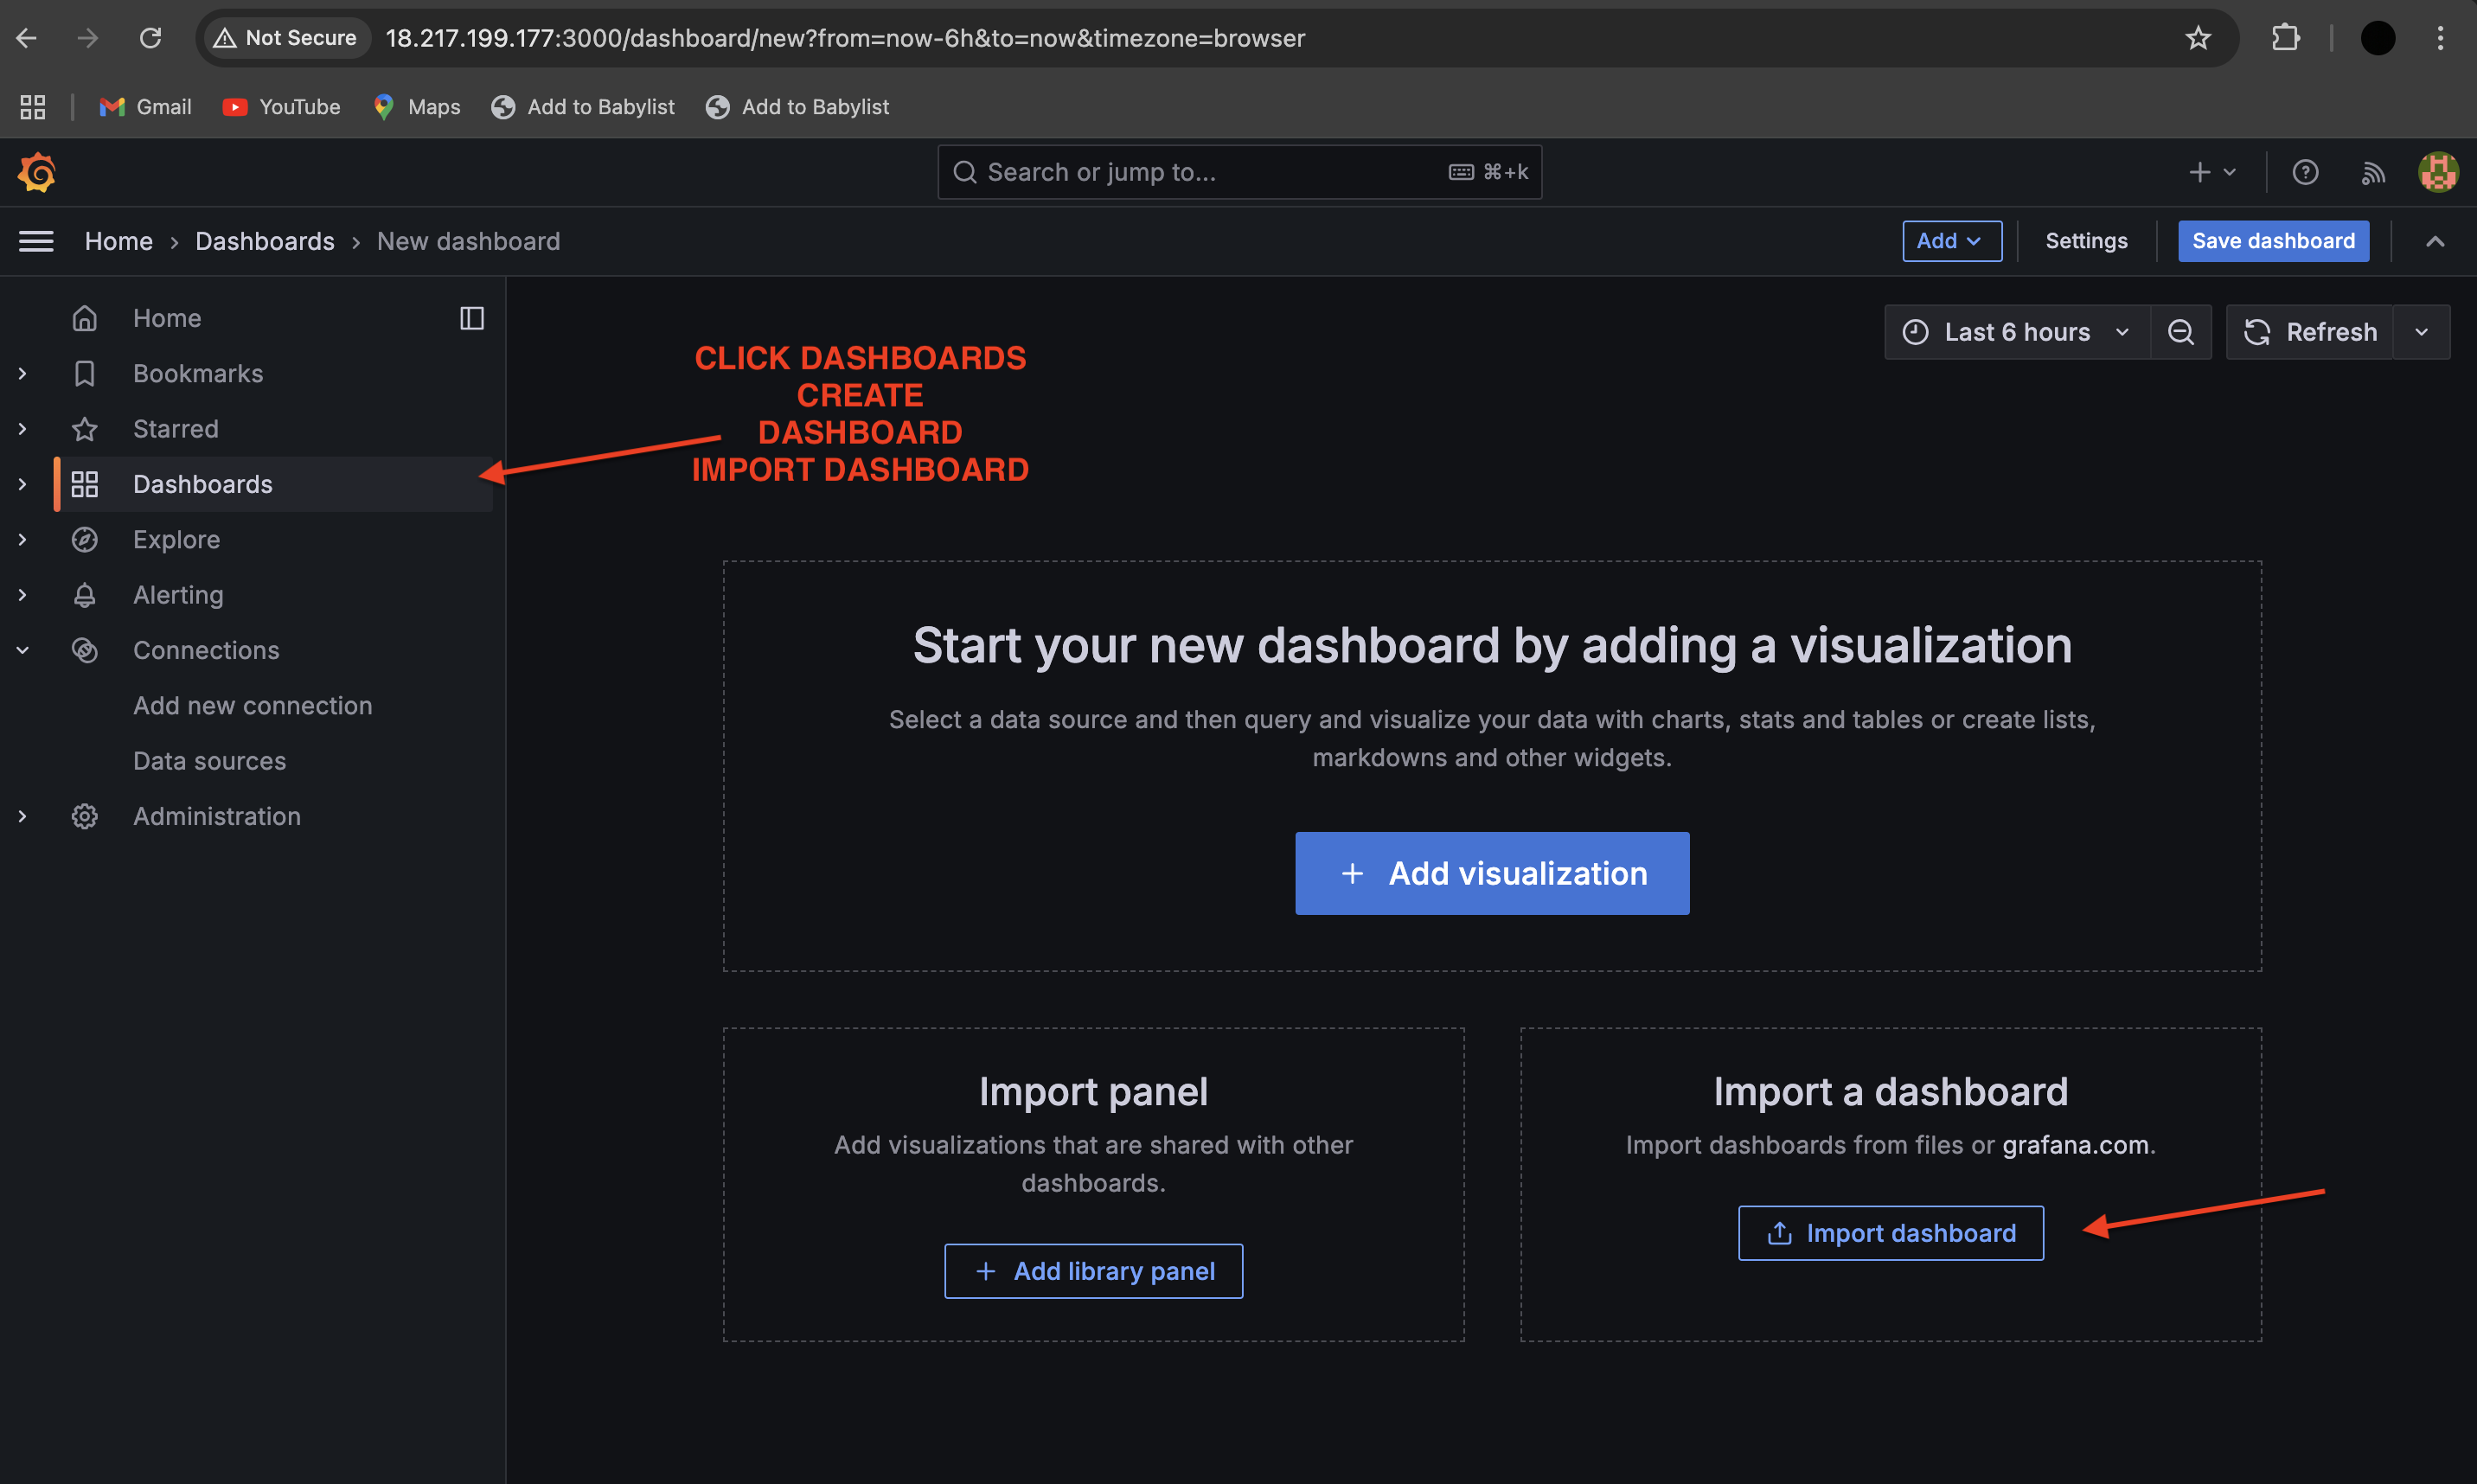 Not Secure 18.217.199.177:3000/dashboard/new?from=now-6h&to=now&timezone=browser
Gmail YouTube Maps Add to Babylist Add to Babylist
Search or jump to... ⌘+k
Home › Dashboards › New dashboard Add Settings Save dashboard
Home
Bookmarks
Starred
Dashboards
Explore
Alerting
Connections
Add new connection
Data sources
Administration
Last 6 hours Refresh
CLICK DASHBOARDS
CREATE
DASHBOARD
IMPORT DASHBOARD
Start your new dashboard by adding a visualization
Select a data source and then query and visualize your data with charts, stats and tables or create lists,
markdowns and other widgets.
+ Add visualization
Import panel
Add visualizations that are shared with other
dashboards.
+ Add library panel
Import a dashboard
Import dashboards from files or grafana.com.
Import dashboard